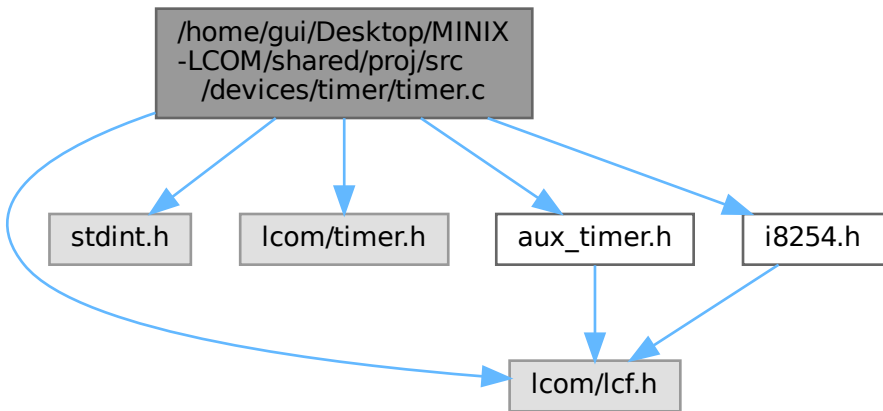 /home/gui/Desktop/MINIX
-LCOM/shared/proj/src
/devices/timer/timer.c
stdint.h
lcom/timer.h
aux_timer.h
i8254.h
lcom/lcf.h